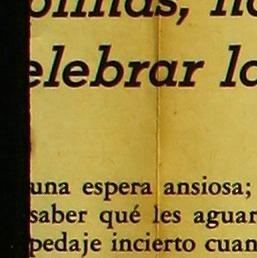 elebrar lo
una espera ansiosa;
saber qué les aguar
pedaje incierto cuan